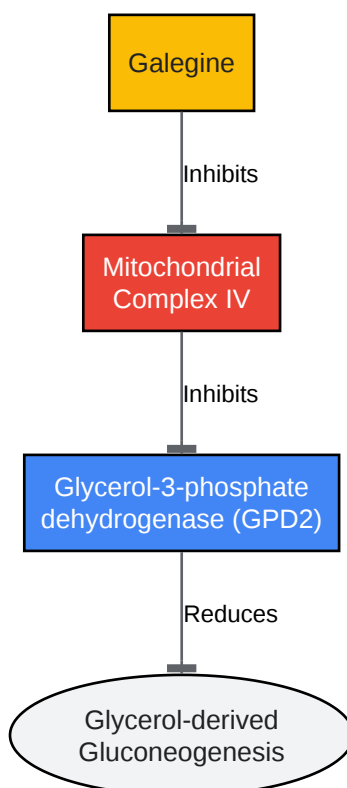 Galegine
Inhibits
Mitochondrial
Complex IV
Inhibits
Glycerol-3-phosphate
dehydrogenase (GPD2)
Reduces
Glycerol-derived
Gluconeogenesis